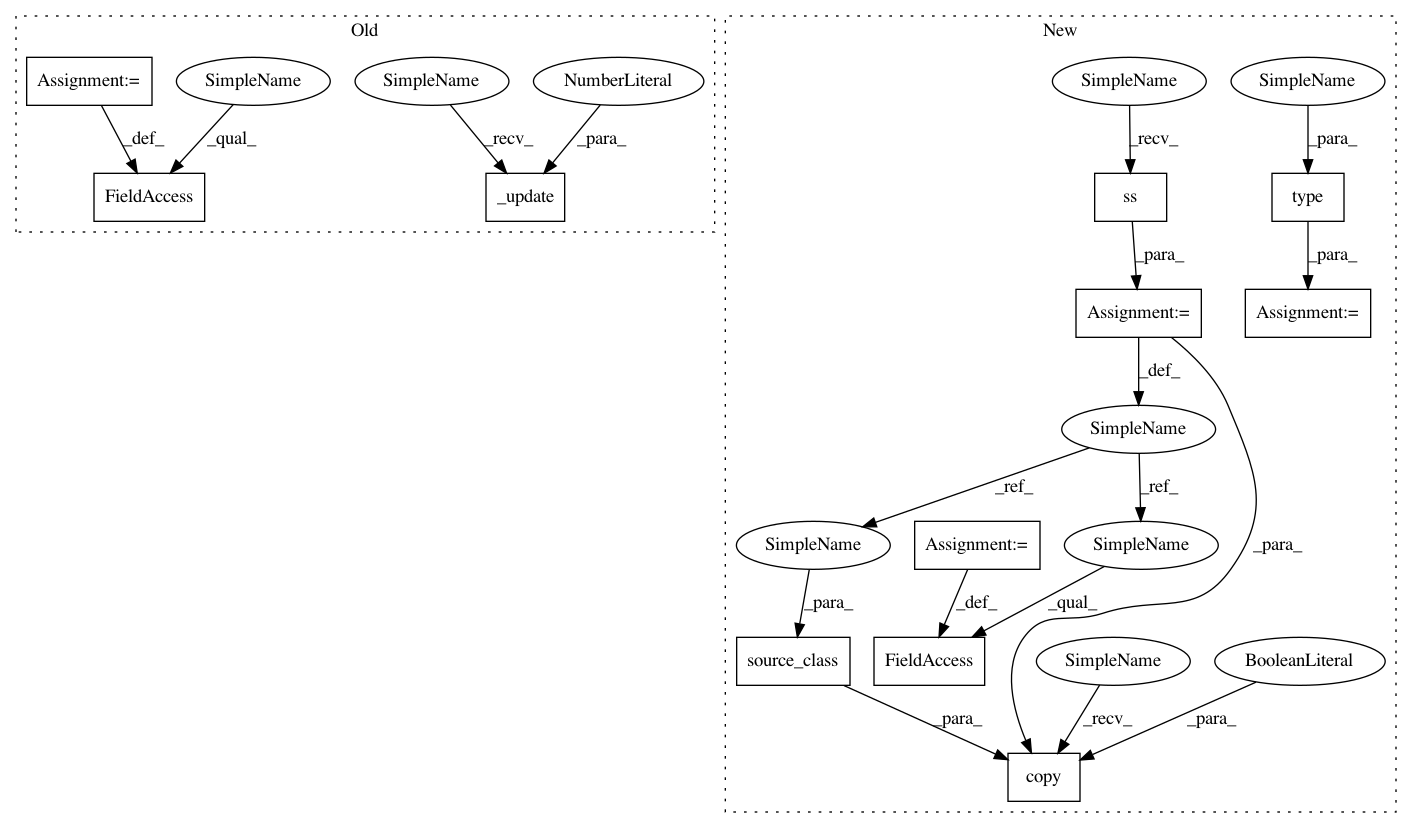 Old
New
Assignment:=
SimpleName
SimpleName
NumberLiteral
SimpleName
SimpleName
_def_
_qual_
_recv_
_para_
_recv_
_para_
FieldAccess
_update
ss
type
_para_
_para_
Assignment:=
Assignment:=
_def_
SimpleName
_ref_
_ref_
SimpleName
Assignment:=
SimpleName
_para_
_para_
_def_
_qual_
source_class
FieldAccess
SimpleName
BooleanLiteral
_para_
_recv_
_para_
copy